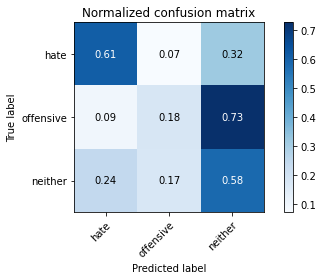 Normalized confusion matrix
True label
hate 0.61 0.07 0.32
offensive 0.09 0.18 0.73
neither 0.24 0.17 0.58
hate offensive neither
Predicted label
0.7
0.6
0.5
0.4
0.3
0.2
0.1